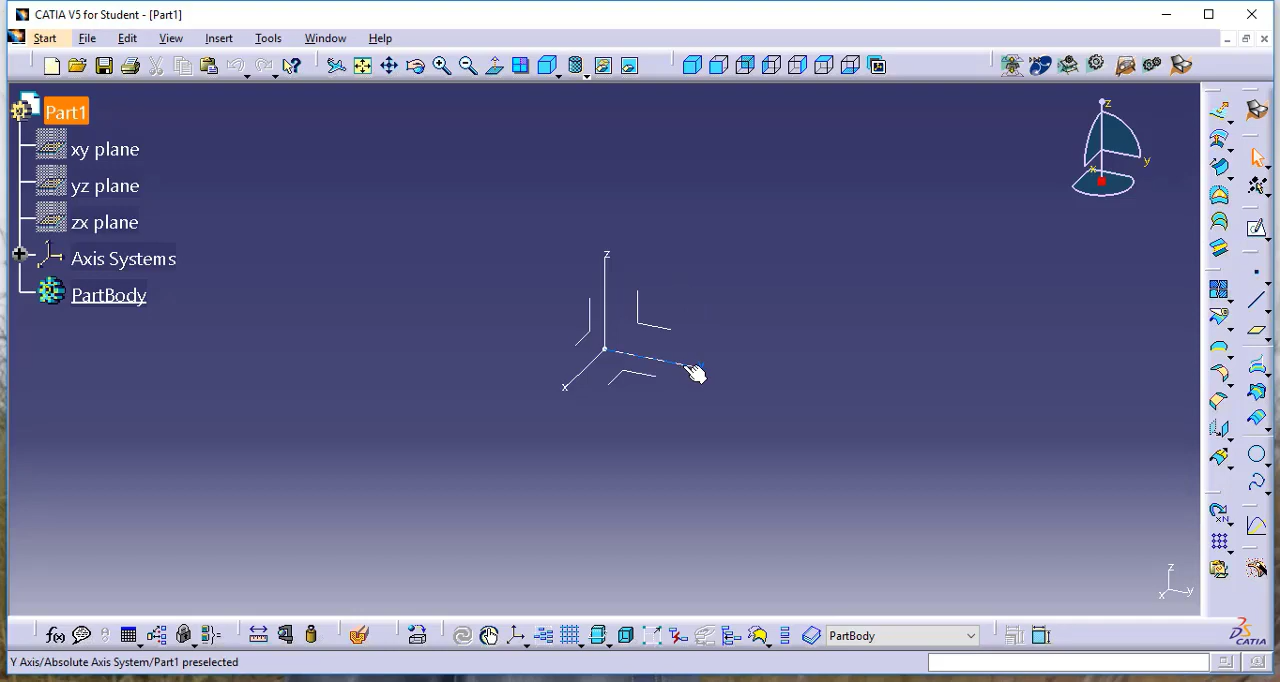 CATIA V5 for Student - [Part1]
Start File Edit View Insert Tools Window Help
Part1
xy plane
yz plane
zx plane
Axis Systems
PartBody
z
y
x
z
x
z
y
x
f(x)
PartBody
CATIA
Y Axis/Absolute Axis System/Part1 preselected